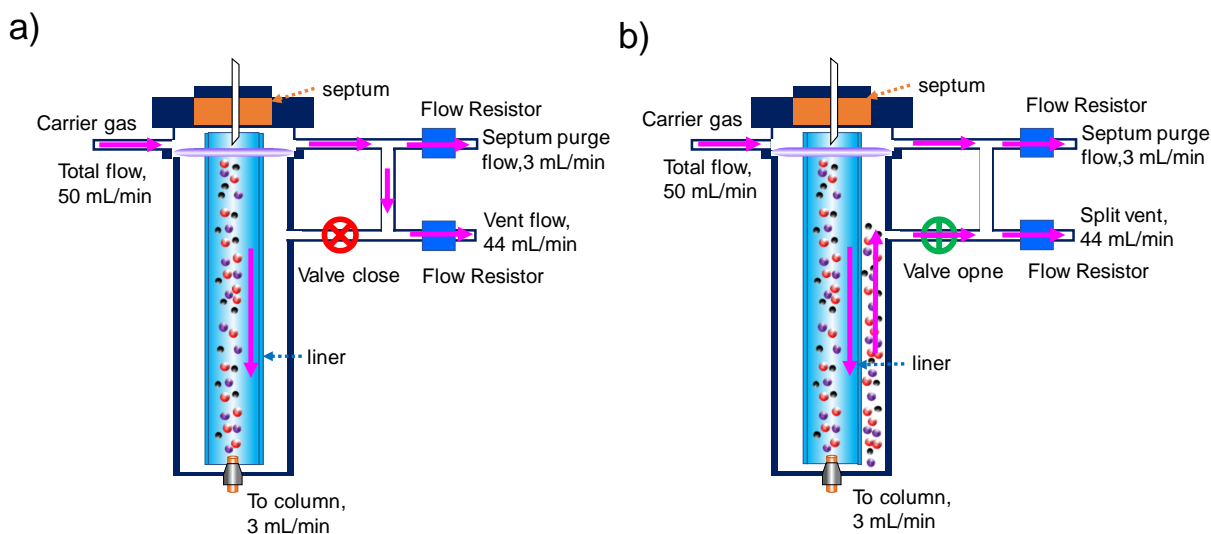 a)
septum
Flow Resistor
Carrier gas
Septum purge
flow,3 mL/min
Total flow,
50 mL/min
Vent flow,
44 mL/min
Valve close
Flow Resistor
liner
To column,
3 mL/min
b)
septum
Flow Resistor
Carrier gas
Septum purge
flow,3 mL/min
Total flow,
50 mL/min
Split vent,
44 mL/min
Valve opne
Flow Resistor
liner
To column,
3 mL/min